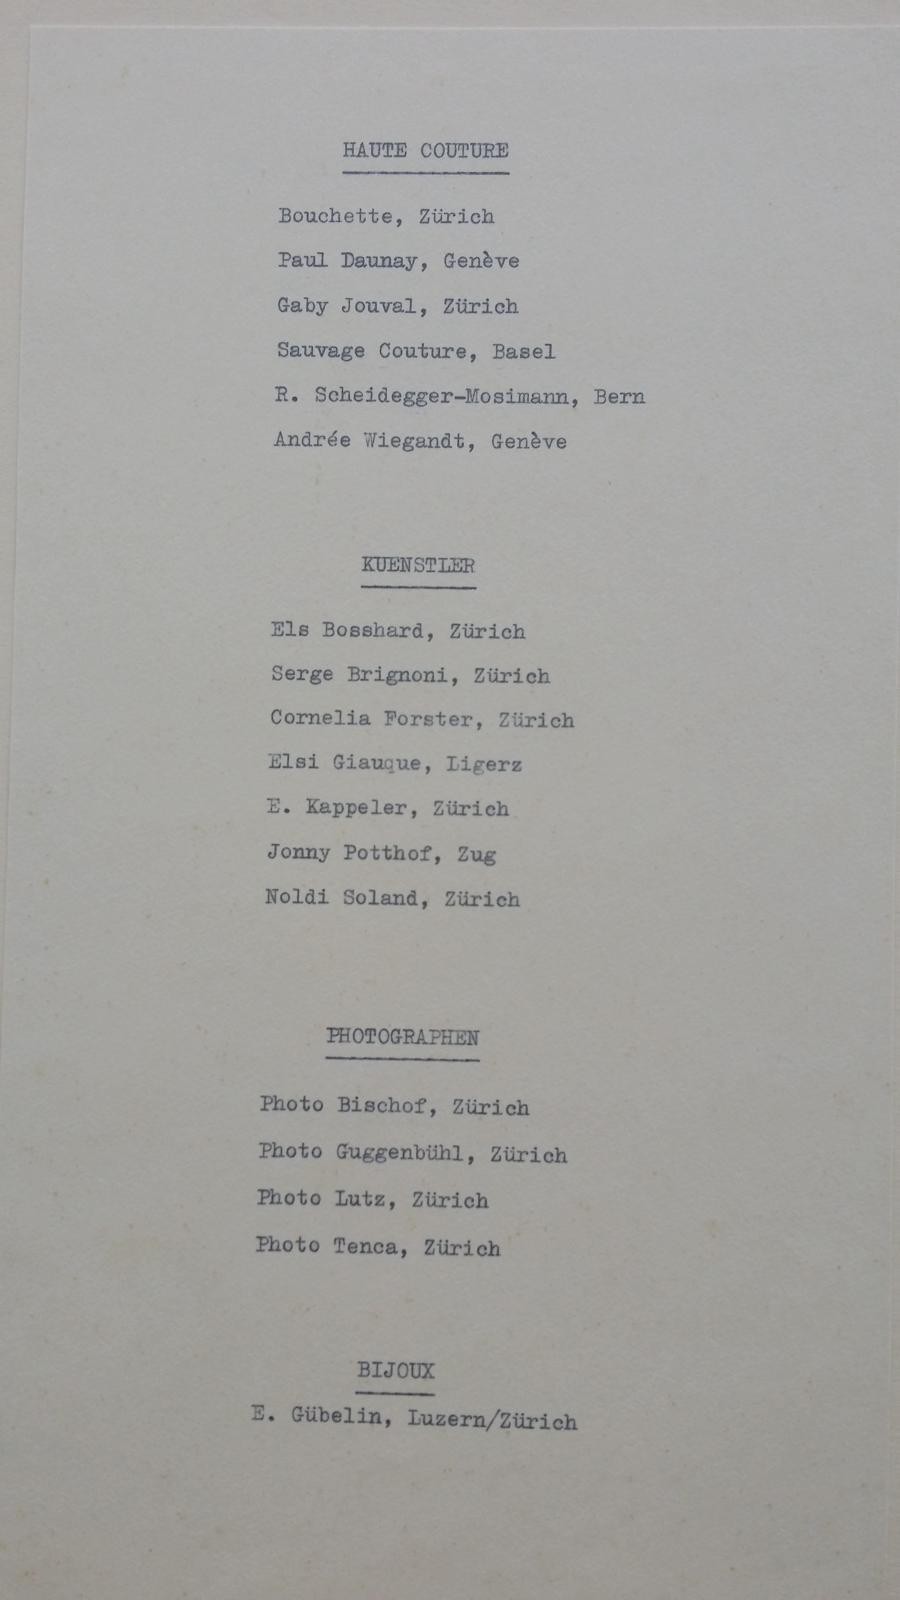 HAUTE COUTURE
Bouchette, Zürich
Paul Daunay, Genève
Gaby Jouval, Zürich
Sauvage Couture, Basel
R. Scheidegger-Mosimann, Bern
Andrée Wiegandt, Genève
KUENSTLER
Els Bosshard, Zürich
Serge Brignoni, Zürich
Cornelia Forster, Zürich
Elsi Giauque, Ligerz
E. Kappeler, Zürich
Jonny Potthof, Zug
Noldi Soland, Zürich
PHOTOGRAPHEN
Photo Bischof, Zürich
Photo Guggenbühl, Zürich
Photo Lutz, Zürich
Photo Tenca, Zürich
BIJOUX
E. Gübelin, Luzern/Zürich